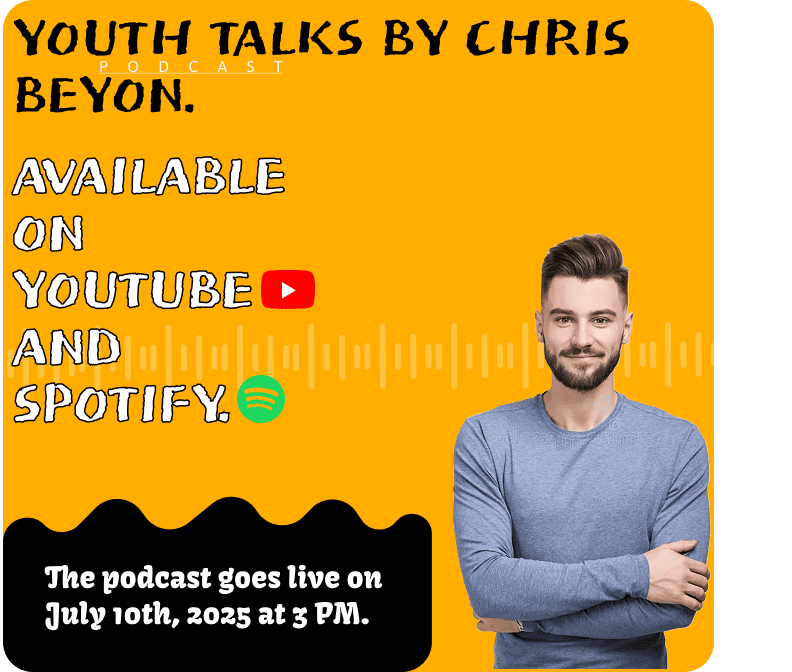 YOUTH TALKS BY CHRIS
PODCAST
BEYON.
AVAILABLE
ON
YOUTUBE
AND
SPOTIFY.
The podcast goes live on
July 10th, 2025 at 3 PM.